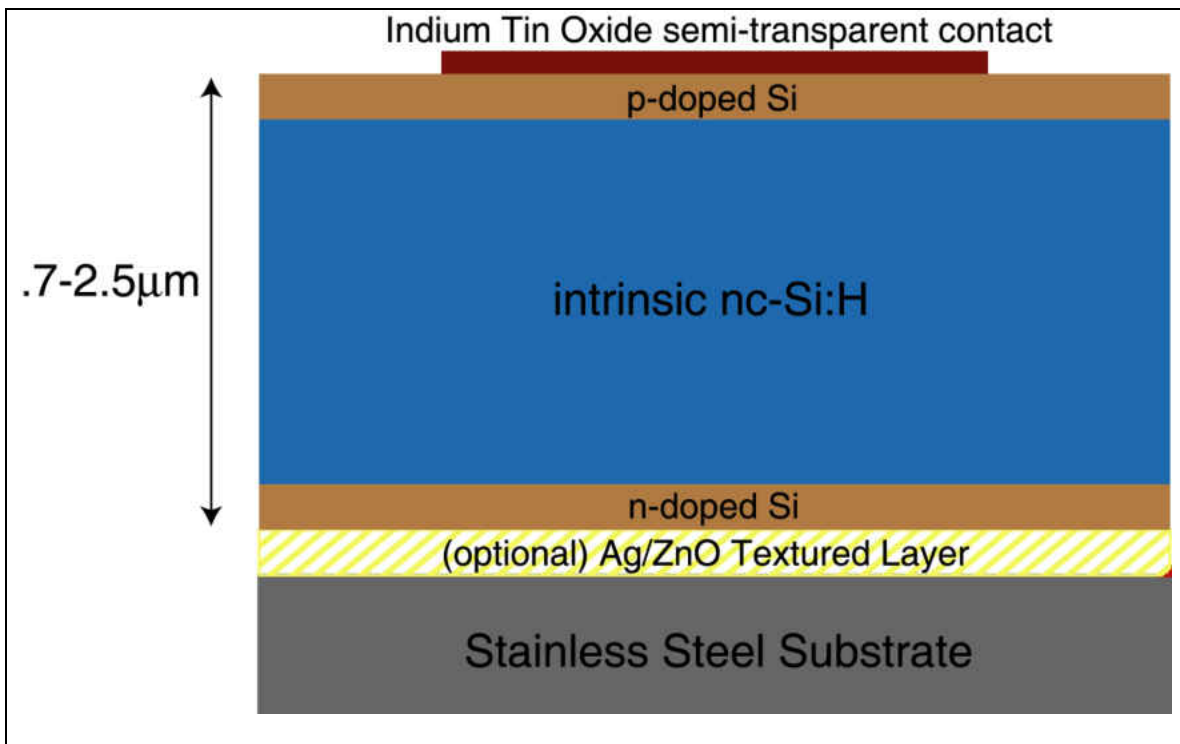 Indium Tin Oxide semi-transparent contact
p-doped Si
.7-2.5μm
intrinsic nc-Si:H
n-doped Si
(optional) Ag/ZnO Textured Layer
Stainless Steel Substrate